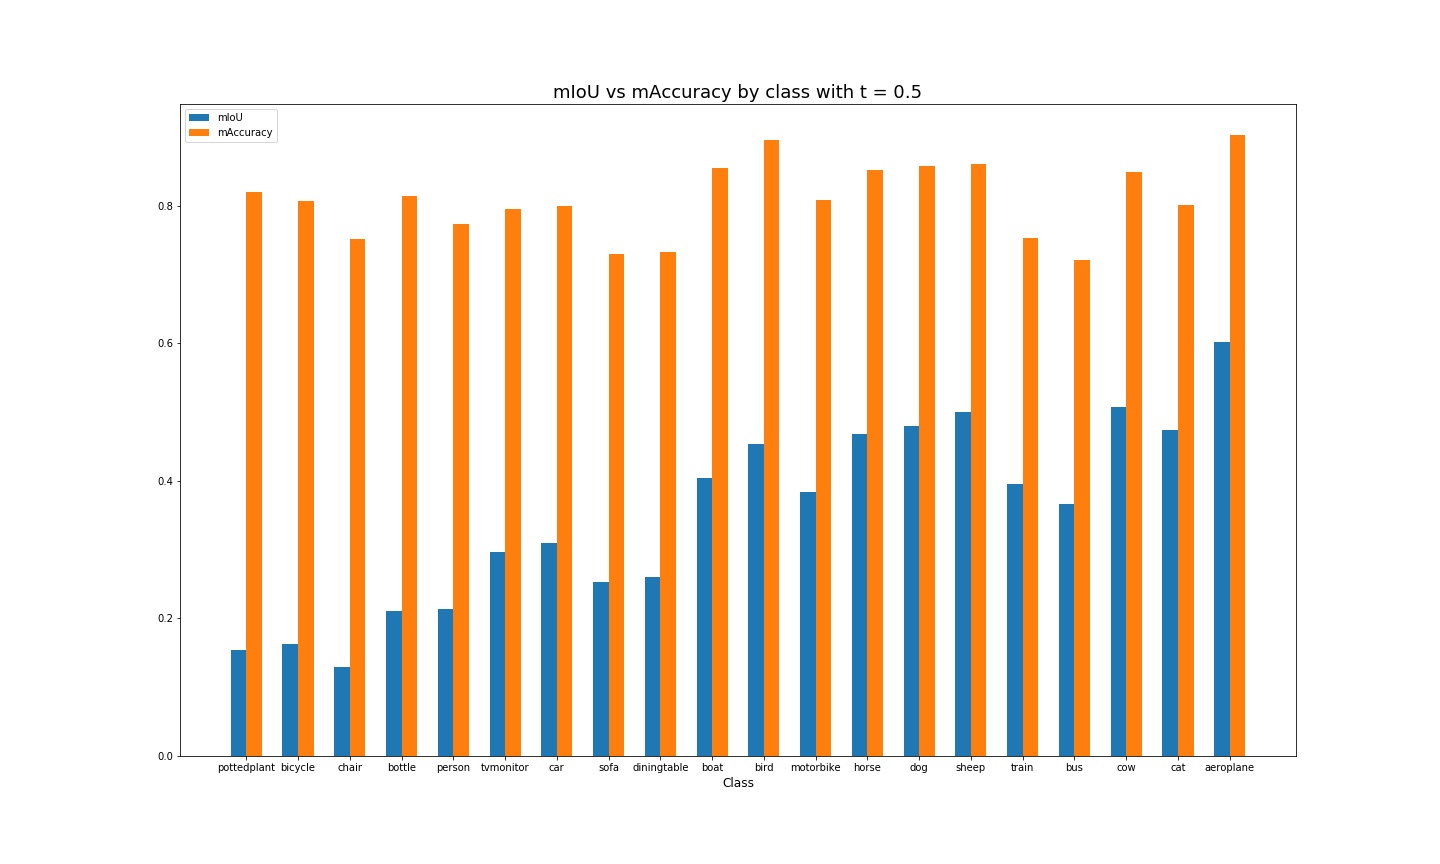 mIoU vs mAccuracy by class with t = 0.5
mIoU
mAccuracy
0.8
0.6
0.4
0.2
0.0
pottedplant bicycle chair bottle person tvmonitor car sofa diningtable boat bird motorbike horse dog sheep train bus cow cat aeroplane
Class